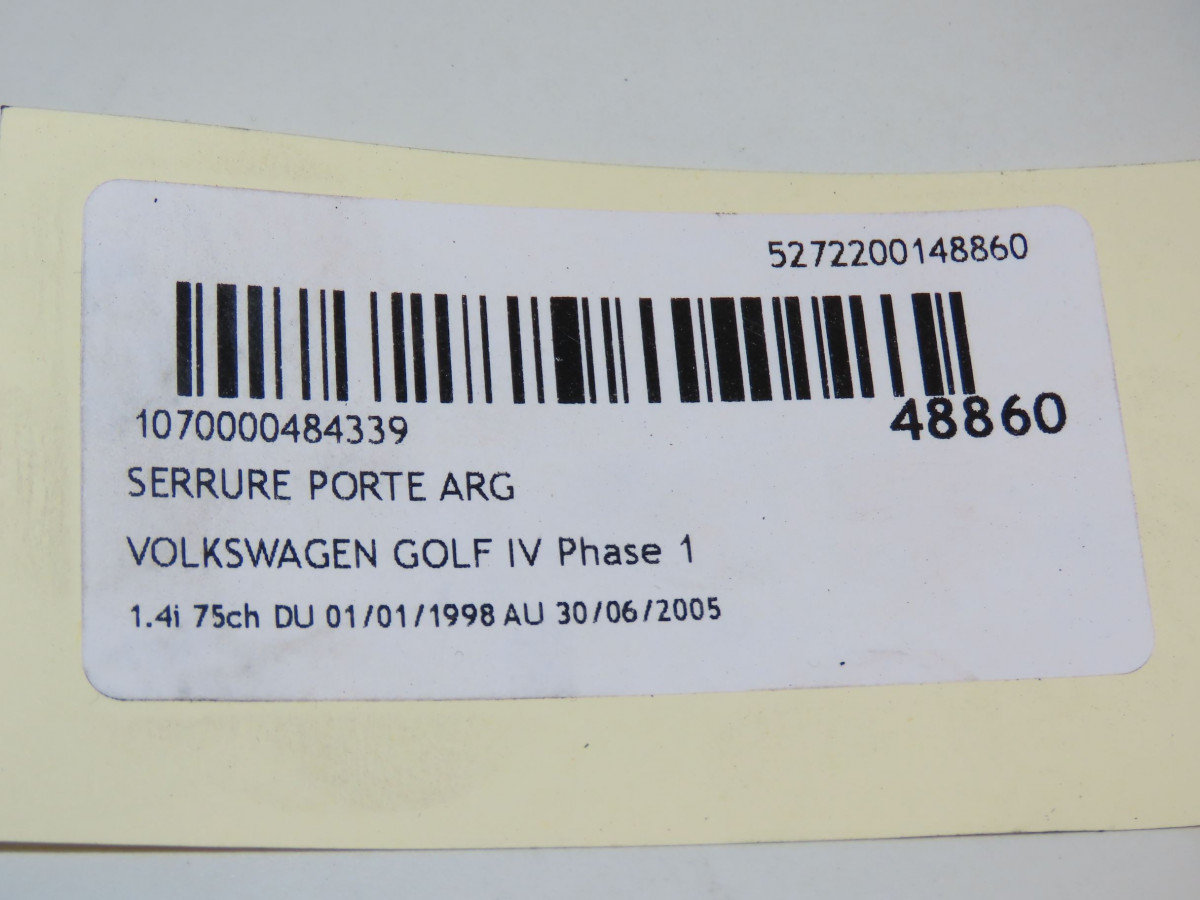 5272200148860
1070000484339
48860
SERRURE PORTE ARG
VOLKSWAGEN GOLF IV Phase 1
1.4i 75ch DU 01/01/1998 AU 30/06/2005